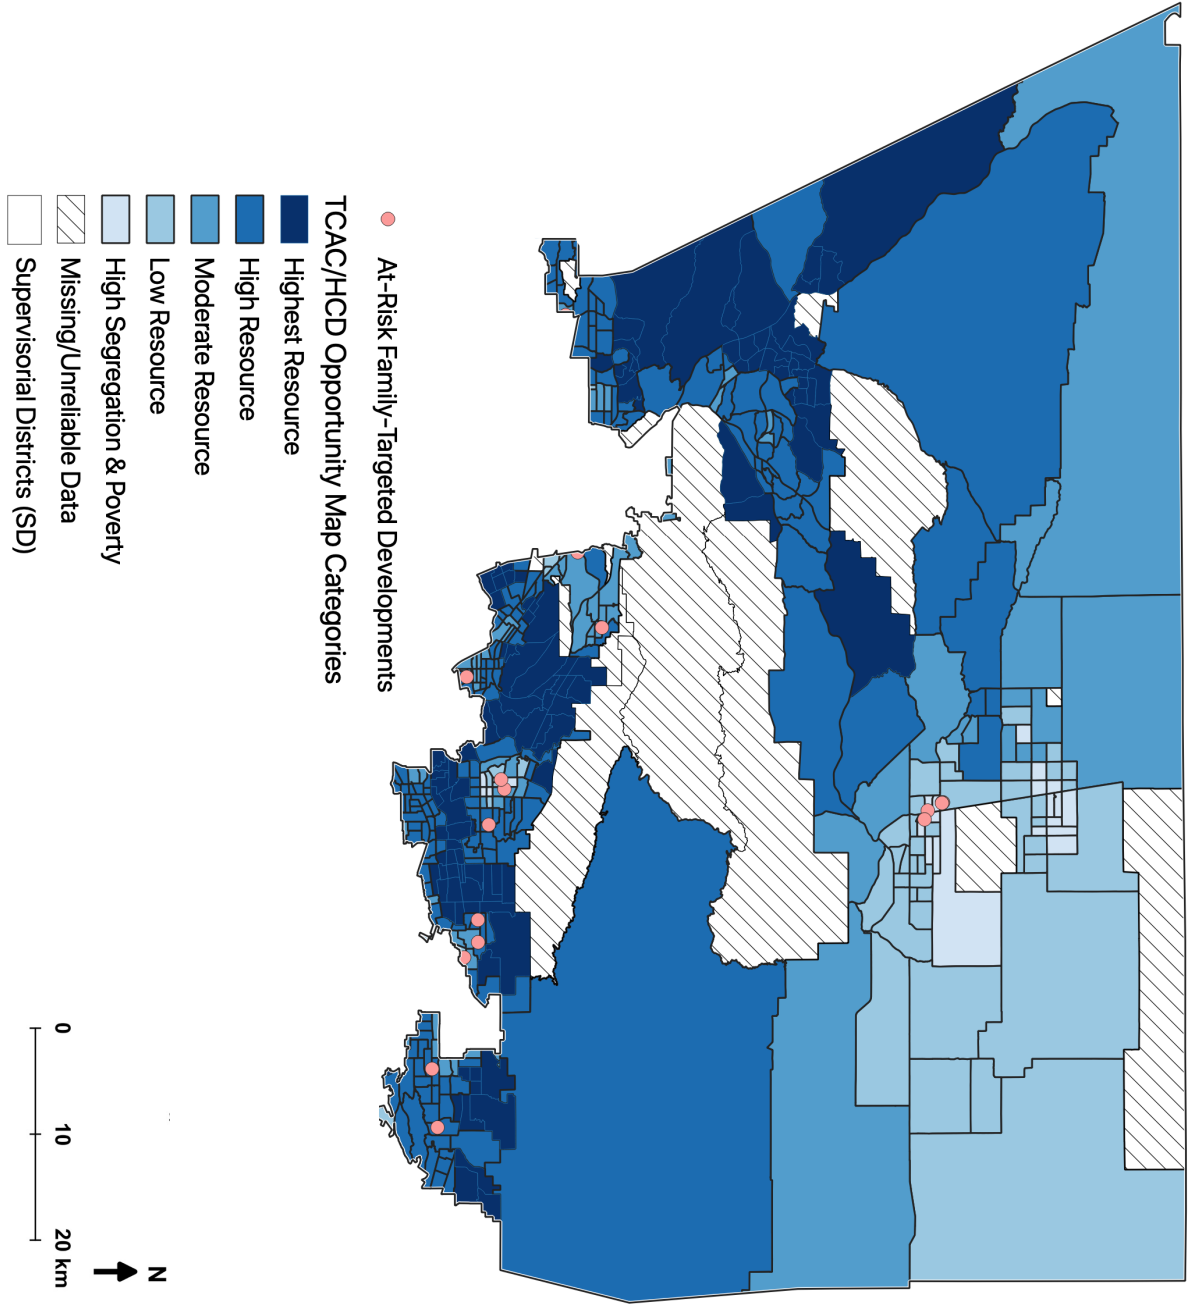 At-Risk Family-Targeted Developments
TCAC/HCD Opportunity Map Categories
Highest Resource
High Resource
Moderate Resource
Low Resource
High Segregation & Poverty
Missing/Unreliable Data
Supervisorial Districts (SD)
0 10 20 km
N